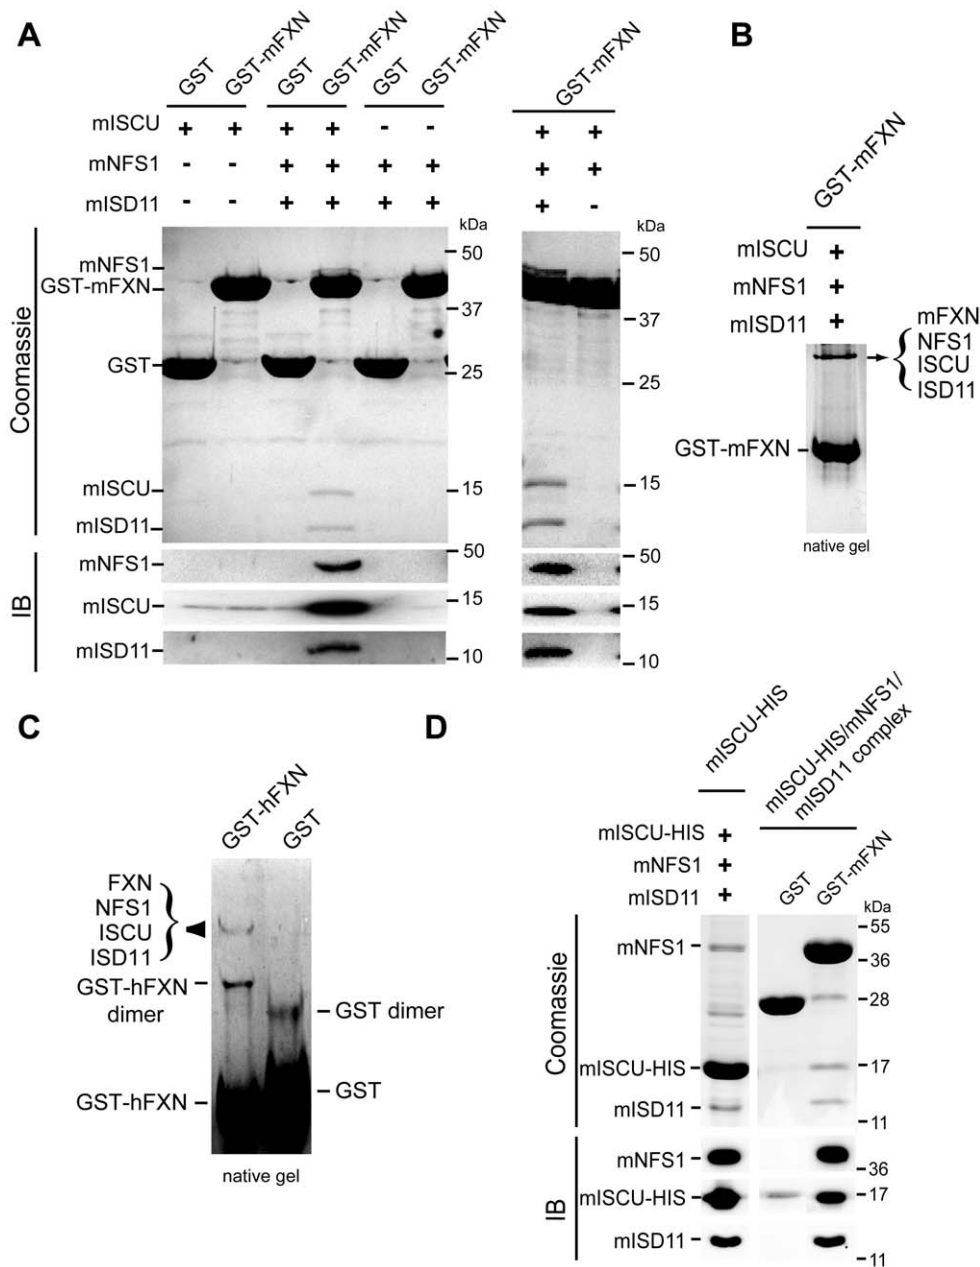 A
GST
GST-mFXN
GST
GST-mFXN
GST
GST-mFXN
GST-mFXN
mISCU + + + + - - + +
mNFS1 - - + + + + + +
mISD11 - - + + + + + -
kDa
kDa
Coomassie
mNFS1
GST-mFXN
GST
mISCU
mISD11
50
37
25
15
50
37
25
15
IB
mNFS1
mISCU
mISD11
50
15
10
50
15
10
B
GST-mFXN
mISCU +
mNFS1 +
mISD11 +
mFXN
NFS1
ISCU
ISD11
GST-mFXN
native gel
C
GST-hFXN
GST
FXN
NFS1
ISCU
ISD11
GST-hFXN
dimer
GST dimer
GST-hFXN
GST
native gel
D
mISCU-HIS
mISCU-HIS/mNFS1/
mISD11 complex
mISCU-HIS +
mNFS1 +
mISD11 +
GST
GST-mFXN
kDa
Coomassie
mNFS1
mISCU-HIS
mISD11
55
36
28
17
11
IB
mNFS1
mISCU-HIS
mISD11
36
17
11